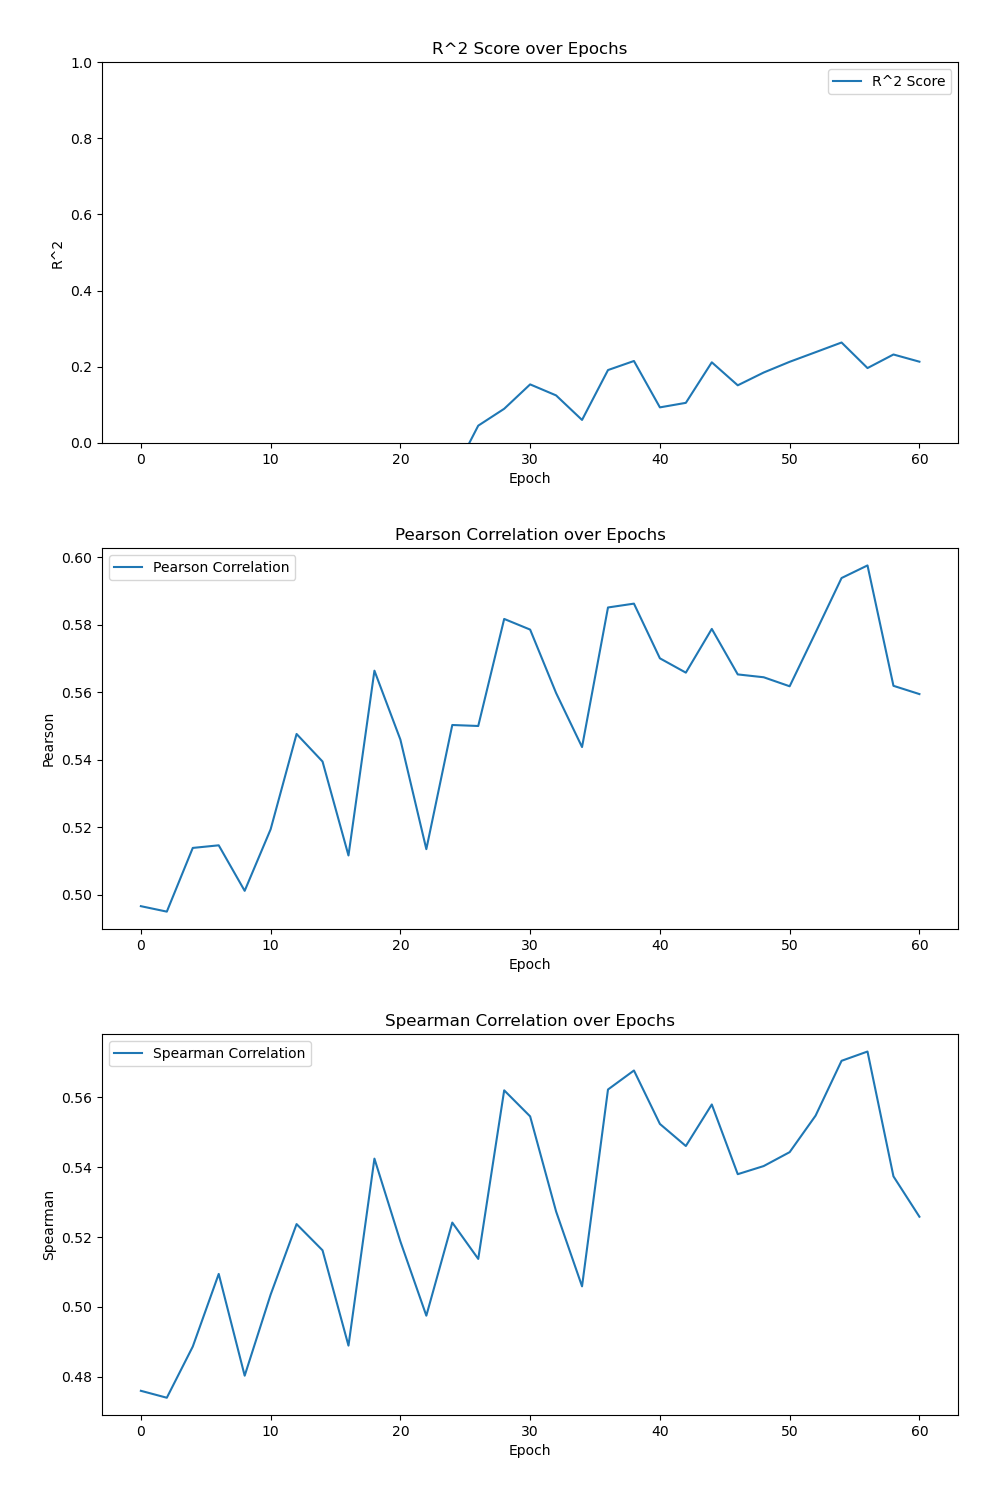 R^2 Score over Epochs
1.0
R^2 Score
0.8
0.6
R^2
0.4
0.2
0.0
0 10 20 30 40 50 60
Epoch
Pearson Correlation over Epochs
0.60
Pearson Correlation
0.58
0.56
Pearson
0.54
0.52
0.50
0 10 20 30 40 50 60
Epoch
Spearman Correlation over Epochs
Spearman Correlation
0.56
0.54
Spearman
0.52
0.50
0.48
0 10 20 30 40 50 60
Epoch